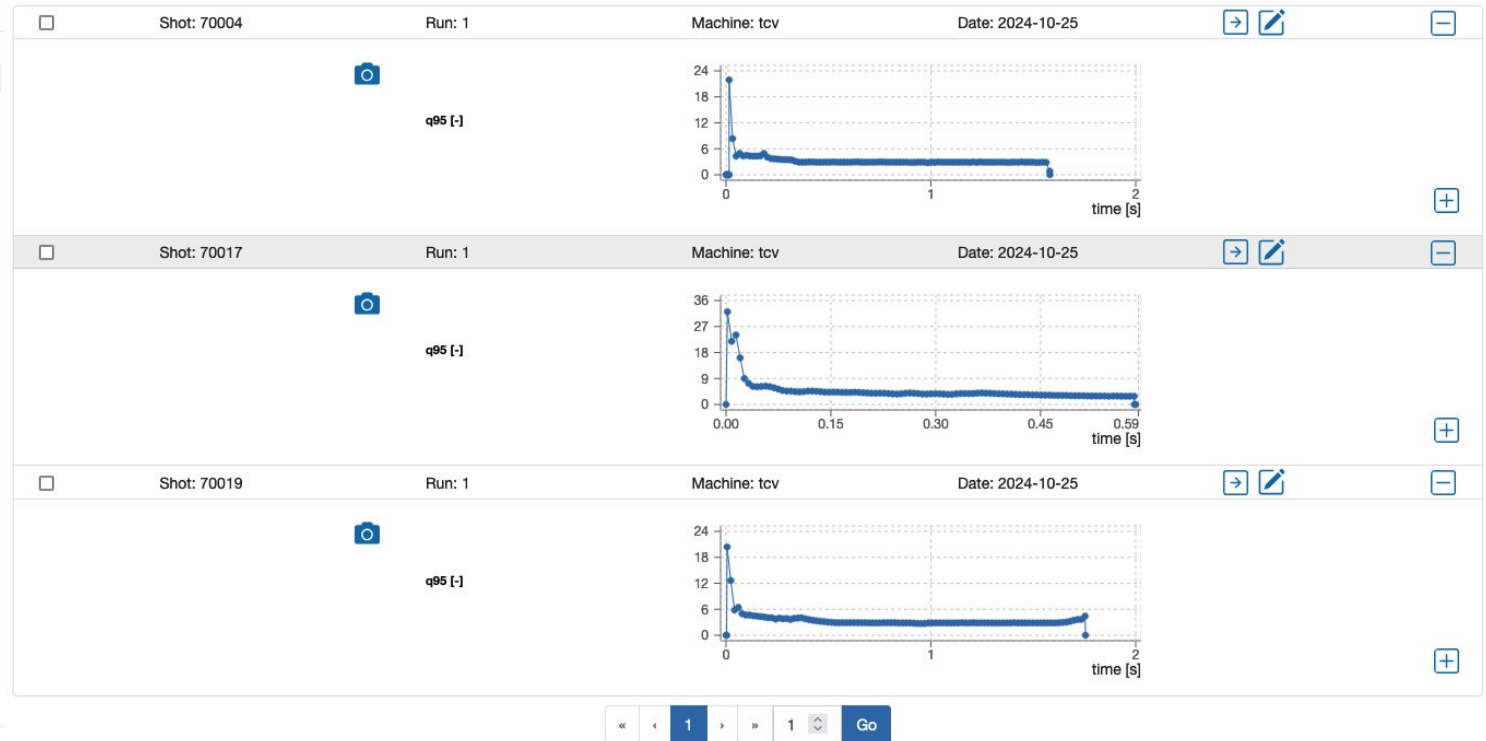 Shot: 70004 Run: 1 Machine: tcv Date: 2024-10-25
q95 [-]
24
18
12
6
0
0 1 2
time [s]
Shot: 70017 Run: 1 Machine: tcv Date: 2024-10-25
q95 [-]
36
27
18
9
0
0.00 0.15 0.30 0.45 0.59
time [s]
Shot: 70019 Run: 1 Machine: tcv Date: 2024-10-25
q95 [-]
24
18
12
6
0
0 1 2
time [s]
« ‹ 1 › » 1 Go